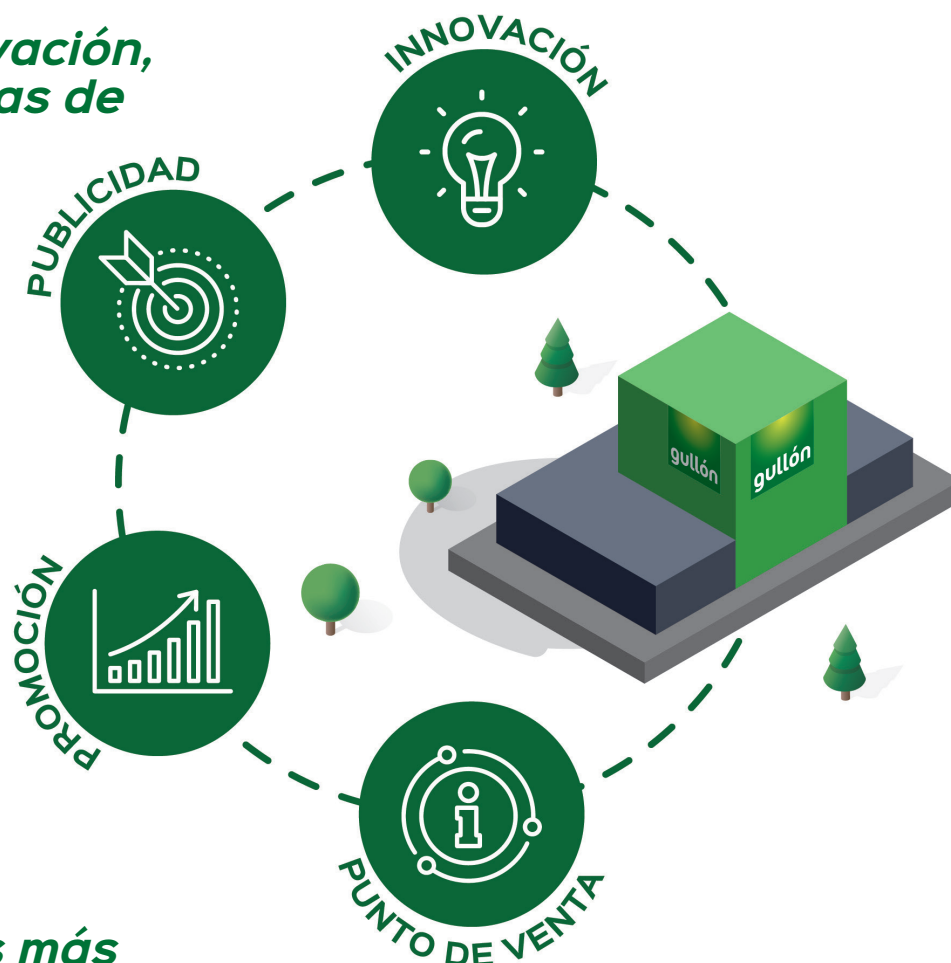 vación,
as de
INNOVACIÓN
PUBLICIDAD
gullón
gullón
PROMOCIÓN
PUNTO DE VENTA
s más